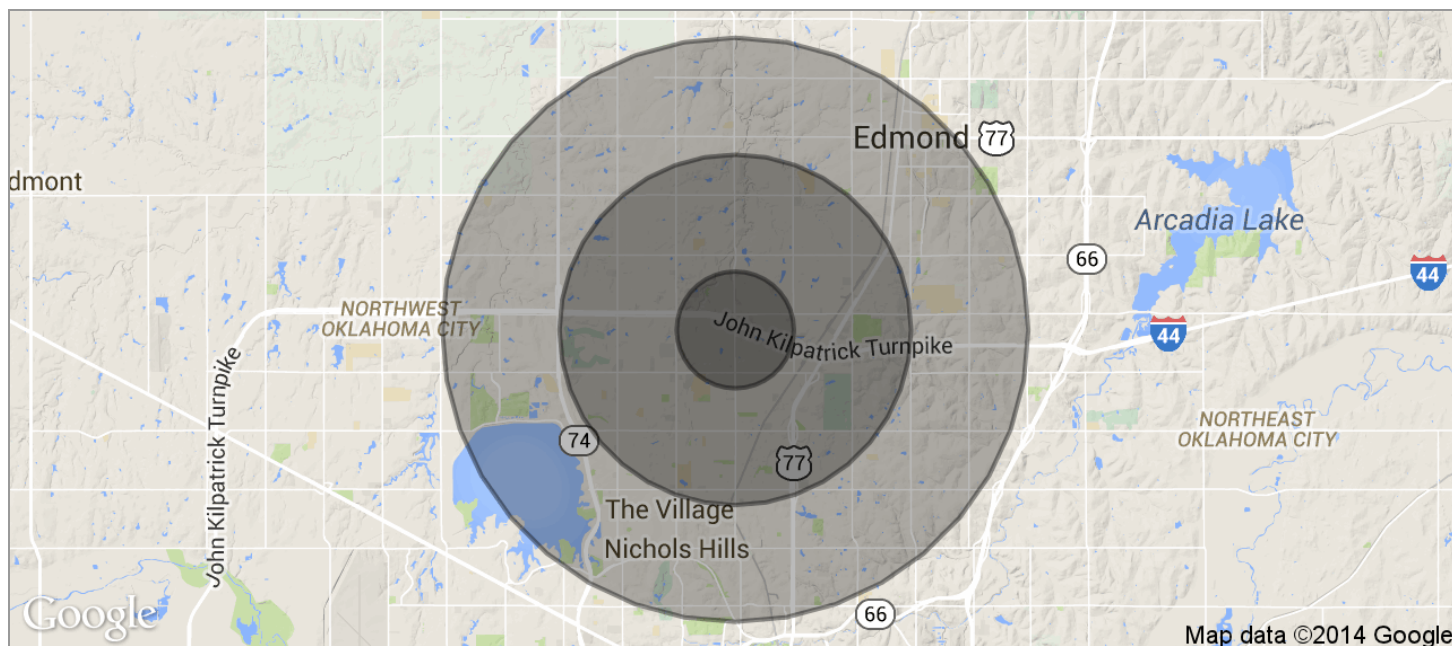 Edmond
77
dmont
Arcadia Lake
66
44
NORTHWEST
OKLAHOMA CITY
John Kilpatrick Turnpike
44
John Kilpatrick Turnpike
NORTHEAST
OKLAHOMA CITY
74
77
The Village
Nichols Hills
Google
66
Map data ©2014 Google